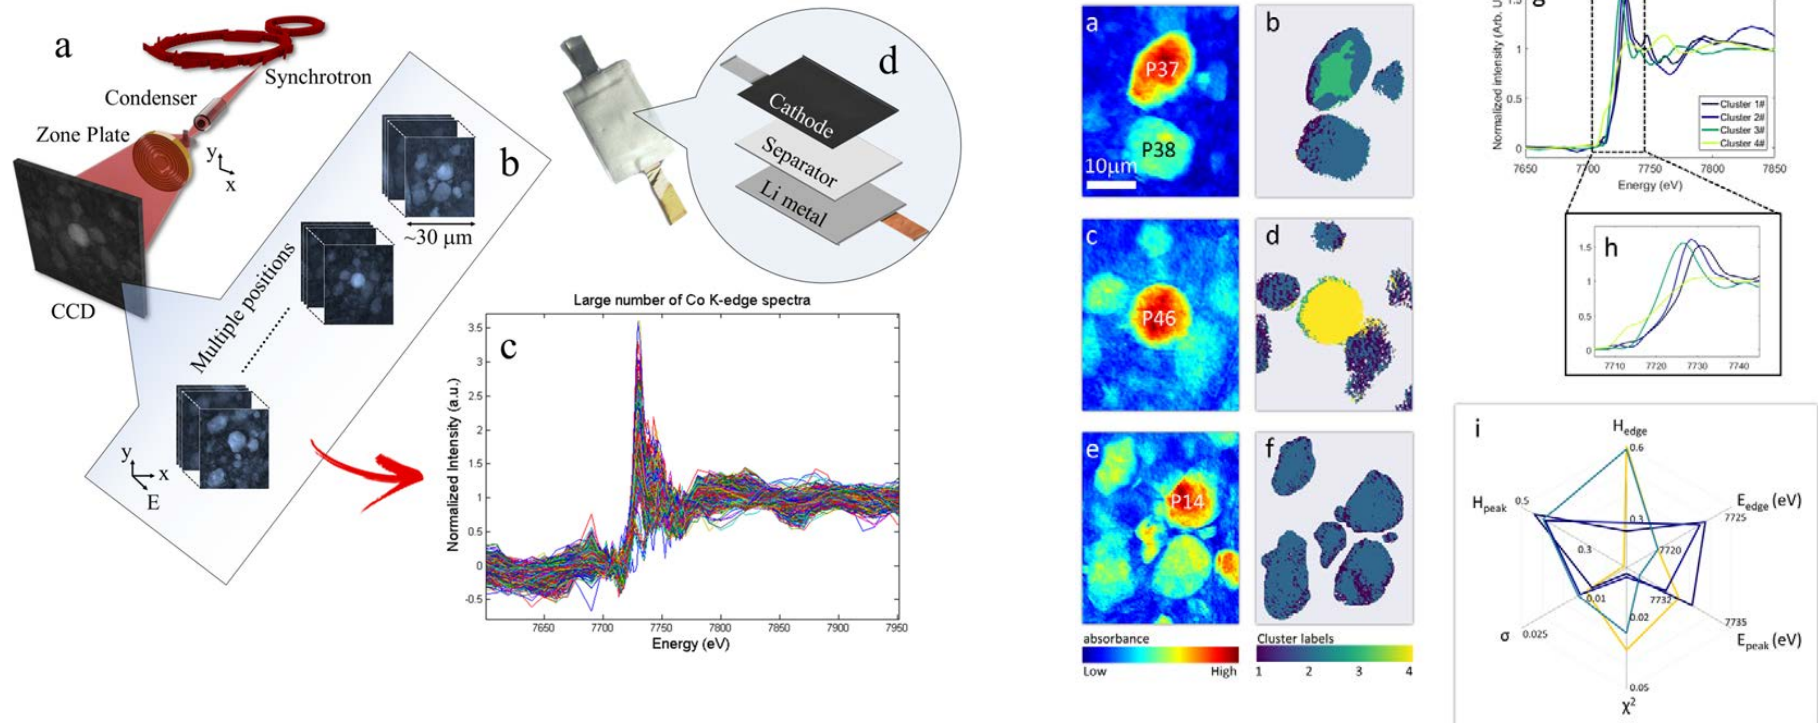 a
Synchrotron
Condenser
Zone Plate
y
x
CCD
b
~30 μm
Multiple positions
y
x
E
d
Cathode
Separator
Li metal
Large number of Co K-edge spectra
c
Normalized Intensity (a.u.)
3.5
3
2.5
2
1.5
1
0.5
0
-0.5
7650
7700
7750
7800
7850
7900
7950
Energy (eV)
a
P37
P38
10μm
b
c
P46
d
e
P14
f
absorbance
Low
High
Cluster labels
1
2
3
4
Normalized intensity (Arb. U
1.5
1
0.5
0
Cluster 1#
Cluster 2#
Cluster 3#
Cluster 4#
7650
7700
7750
7800
7850
Energy (eV)
h
1.5
1
0.5
0
7710
7720
7730
7740
i
Hedge
0.6
Hpeak
0.5
Eedge (eV)
7725
0.3
0.3
7720
0.01
7732
0.02
σ
0.025
7735
Epeak (eV)
0.05
χ²